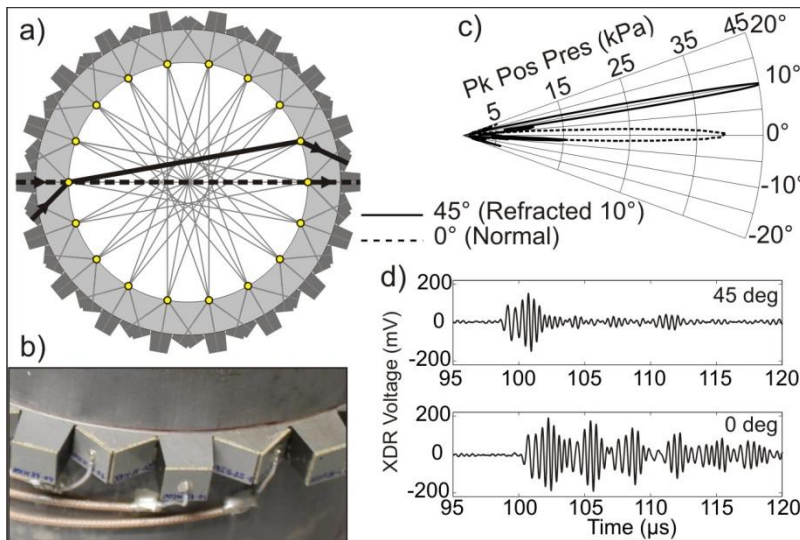 a)
45° (Refracted 10°)
0° (Normal)
b)
c)
Pk Pos Pres (kPa)
5
15
25
35
45
20°
10°
0°
-10°
-20°
d)
XDR Voltage (mV)
200
0
-200
45 deg
95 100 105 110 115 120
200
0
-200
0 deg
95 100 105 110 115 120
Time (µs)